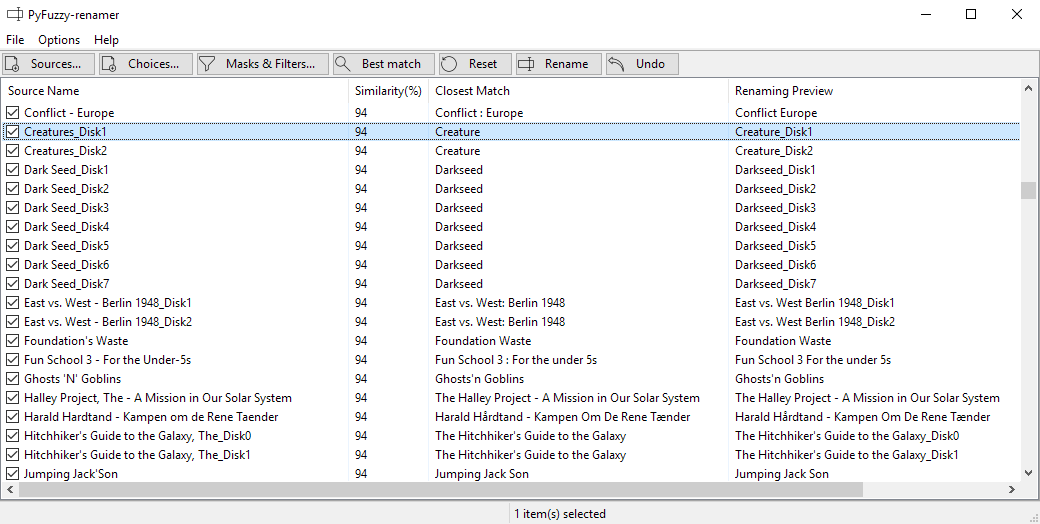 PyFuzzy-renamer
File Options Help
Sources... Choices... Masks & Filters... Best match Reset Rename Undo
Source Name Similarity(%) Closest Match Renaming Preview
Conflict - Europe 94 Conflict : Europe Conflict Europe
Creatures_Disk1 94 Creature Creature_Disk1
Creatures_Disk2 94 Creature Creature_Disk2
Dark Seed_Disk1 94 Darkseed Darkseed_Disk1
Dark Seed_Disk2 94 Darkseed Darkseed_Disk2
Dark Seed_Disk3 94 Darkseed Darkseed_Disk3
Dark Seed_Disk4 94 Darkseed Darkseed_Disk4
Dark Seed_Disk5 94 Darkseed Darkseed_Disk5
Dark Seed_Disk6 94 Darkseed Darkseed_Disk6
Dark Seed_Disk7 94 Darkseed Darkseed_Disk7
East vs. West - Berlin 1948_Disk1 94 East vs. West: Berlin 1948 East vs. West Berlin 1948_Disk1
East vs. West - Berlin 1948_Disk2 94 East vs. West: Berlin 1948 East vs. West Berlin 1948_Disk2
Foundation's Waste 94 Foundation Waste Foundation Waste
Fun School 3 - For the Under-5s 94 Fun School 3 : For the under 5s Fun School 3 For the under 5s
Ghosts 'N' Goblins 94 Ghosts'n Goblins Ghosts'n Goblins
Halley Project, The - A Mission in Our Solar System 94 The Halley Project - A Mission in Our Solar System The Halley Project - A Mission in Our Solar System
Harald Hardtand - Kampen om de Rene Taender 94 Harald Hårdtand - Kampen Om De Rene Tænder Harald Hårdtand - Kampen Om De Rene Tænder
Hitchhiker's Guide to the Galaxy, The_Disk0 94 The Hitchhiker's Guide to the Galaxy The Hitchhiker's Guide to the Galaxy_Disk0
Hitchhiker's Guide to the Galaxy, The_Disk1 94 The Hitchhiker's Guide to the Galaxy The Hitchhiker's Guide to the Galaxy_Disk1
Jumping Jack'Son 94 Jumping Jack Son Jumping Jack Son
1 item(s) selected